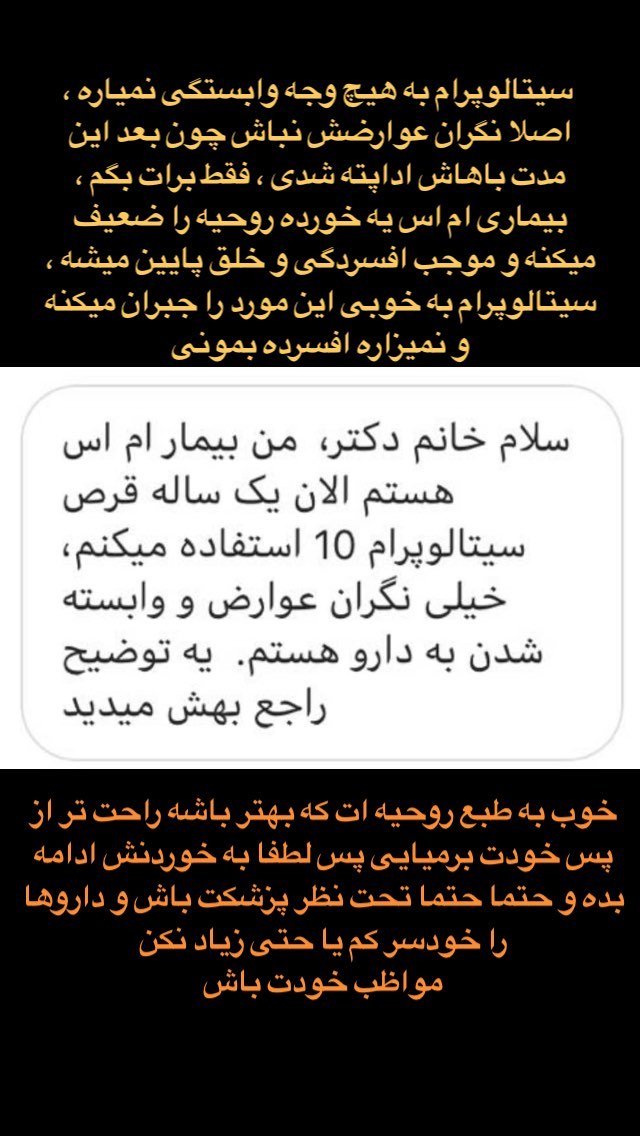 سیتالوپرام به هیچ وجه وابستگی نمیاره ،
اصلا نگران عوارضش نباش چون بعد این
مدت باهاش اداپته شدی ، فقط برات بگم ،
بیماری ام اس یه خورده روحیه را ضعیف
میکنه و موجب افسردگی و خلق پایین میشه ،
سیتالوپرام به خوبی این مورد را جبران میکنه
و نمیزاره افسرده بمونی
سلام خانم دکتر، من بیمار ام اس
هستم الان یک ساله قرص
سیتالوپرام 10 استفاده میکنم،
خیلی نگران عوارض و وابسته
شدن به دارو هستم. یه توضیح
راجع بهش میدید
خوب به طبع روحیه ات که بهتر باشه راحت تر از
پس خودت برمیایی پس لطفا به خوردنش ادامه
بده و حتما حتما تحت نظر پزشکت باش و داروها
را خودسر کم یا حتی زیاد نکن
مواظب خودت باش